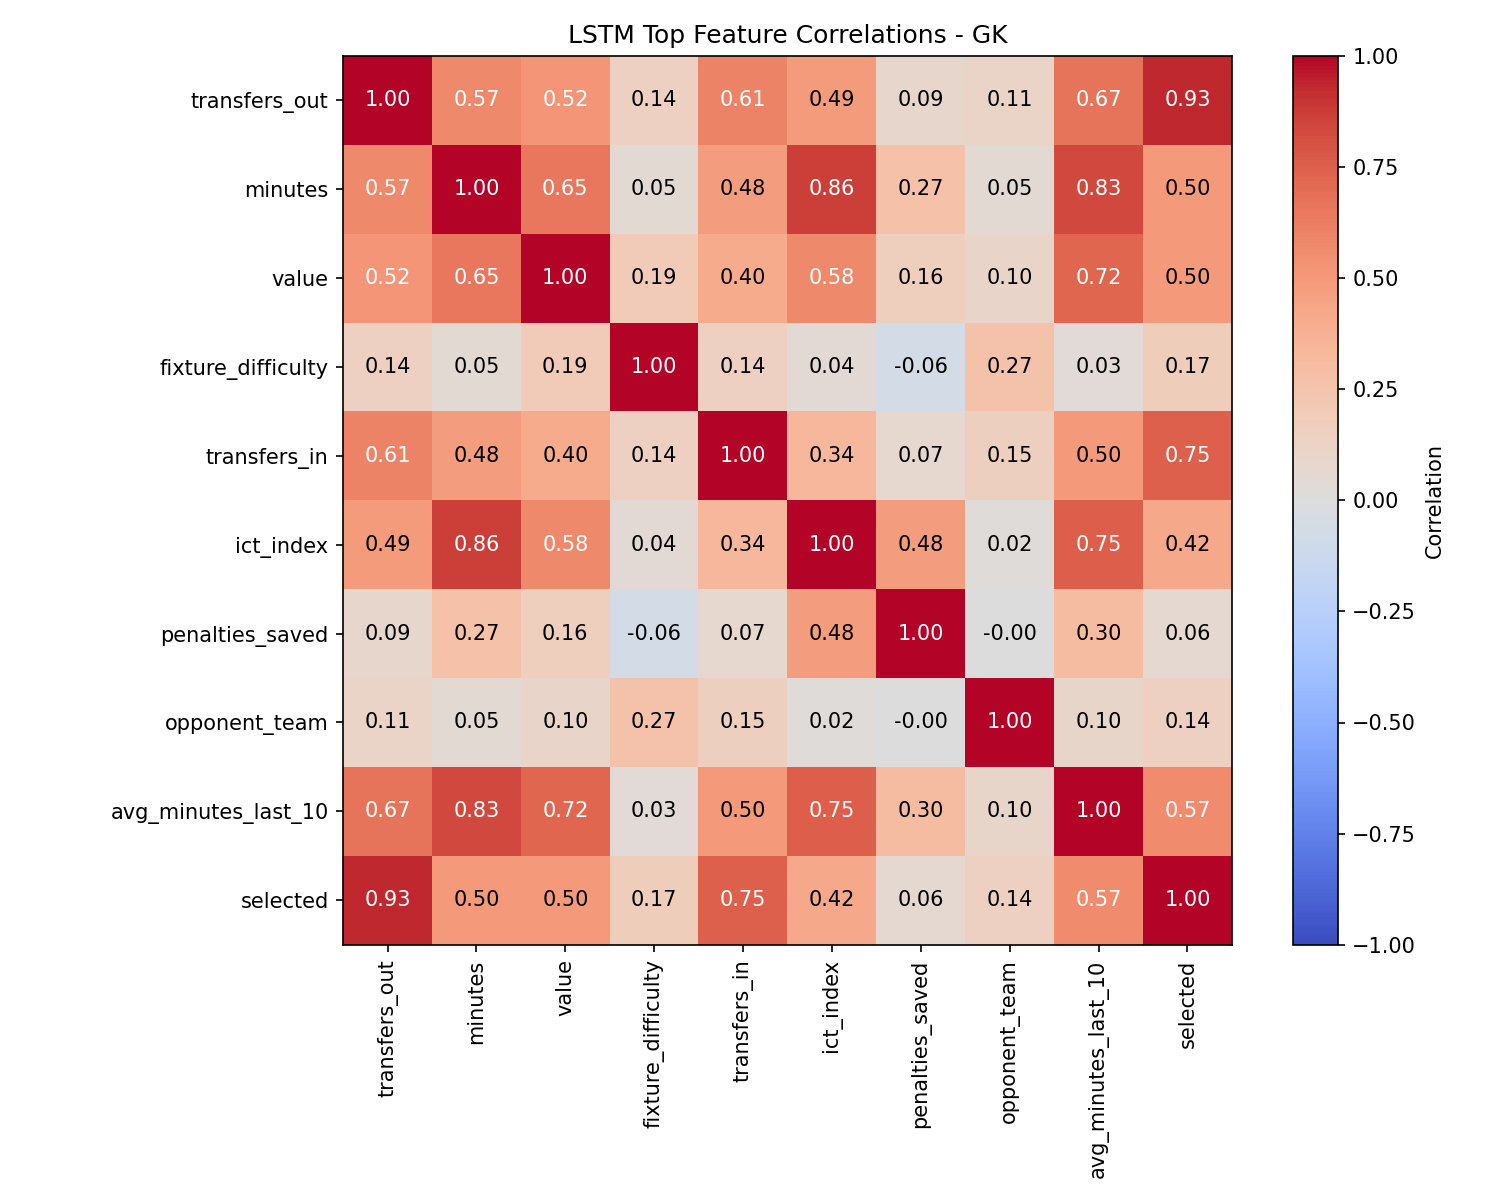 LSTM Top Feature Correlations - GK
transfers_out 1.00 0.57 0.52 0.14 0.61 0.49 0.09 0.11 0.67 0.93
minutes 0.57 1.00 0.65 0.05 0.48 0.86 0.27 0.05 0.83 0.50
value 0.52 0.65 1.00 0.19 0.40 0.58 0.16 0.10 0.72 0.50
fixture_difficulty 0.14 0.05 0.19 1.00 0.14 0.04 -0.06 0.27 0.03 0.17
transfers_in 0.61 0.48 0.40 0.14 1.00 0.34 0.07 0.15 0.50 0.75
ict_index 0.49 0.86 0.58 0.04 0.34 1.00 0.48 0.02 0.75 0.42
penalties_saved 0.09 0.27 0.16 -0.06 0.07 0.48 1.00 -0.00 0.30 0.06
opponent_team 0.11 0.05 0.10 0.27 0.15 0.02 -0.00 1.00 0.10 0.14
avg_minutes_last_10 0.67 0.83 0.72 0.03 0.50 0.75 0.30 0.10 1.00 0.57
selected 0.93 0.50 0.50 0.17 0.75 0.42 0.06 0.14 0.57 1.00
transfers_out
minutes
value
fixture_difficulty
transfers_in
ict_index
penalties_saved
opponent_team
avg_minutes_last_10
selected
1.00
0.75
0.50
0.25
0.00
−0.25
−0.50
−0.75
−1.00
Correlation